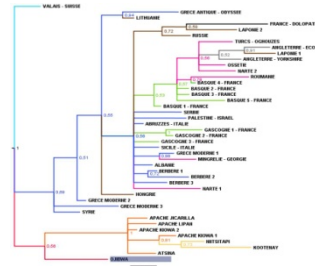 VALAIS - SUISSE
GRECE ANTIQUE - ODYSSEE
LITHUANIE
FRANCE - DOLOPAT
LAPONIE 2
RUSSIE
TURCS - OGHOUZES
ANGLETERRE - ECO
LAPONIE 1
ANGLETERRE - YORKSHIRE
OSSETIE
NARTE 2
ROUMANIE
BASQUE 4 - FRANCE
BASQUE 2 - FRANCE
BASQUE 3 - FRANCE
BASQUE 5 - FRANCE
BASQUE 1 - FRANCE
SERBIE
PALESTINE - ISRAEL
ABRUZZES - ITALIE
GASCOGNE 1 - FRANCE
GASCOGNE 2 - FRANCE
GASCOGNE 3 - FRANCE
SICILE - ITALIE
GRECE MODERNE 1
MINGRELIE - GEORGIE
ALBANIE
BERBERE 1
BERBERE 2
BERBERE 3
NARTE 1
HONGRIE
GRECE MODERNE 2
GRECE MODERNE 3
SYRIE
APACHE JICARILLA
APACHE LIPAN
APACHE KIOWA 2
APACHE KIOWA 1
NIITSITAPI
KOOTENAY
ATSINA